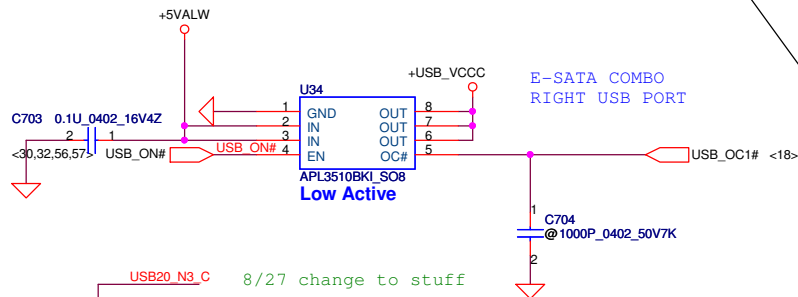 +5VALW
+USB_VCCC
E-SATA COMBO
RIGHT USB PORT
U34
C703 0.1U_0402_16V4Z
1 GND OUT 8
2 IN OUT 7
3 IN OUT 6
4 EN OC# 5
2 1
<30,32,56,57> USB_ON# USB_ON#
USB_OC1# <18>
APL3510BKI_SO8
Low Active
1
C704
@ 1000P_0402_50V7K
2
USB20_N3_C
8/27 change to stuff